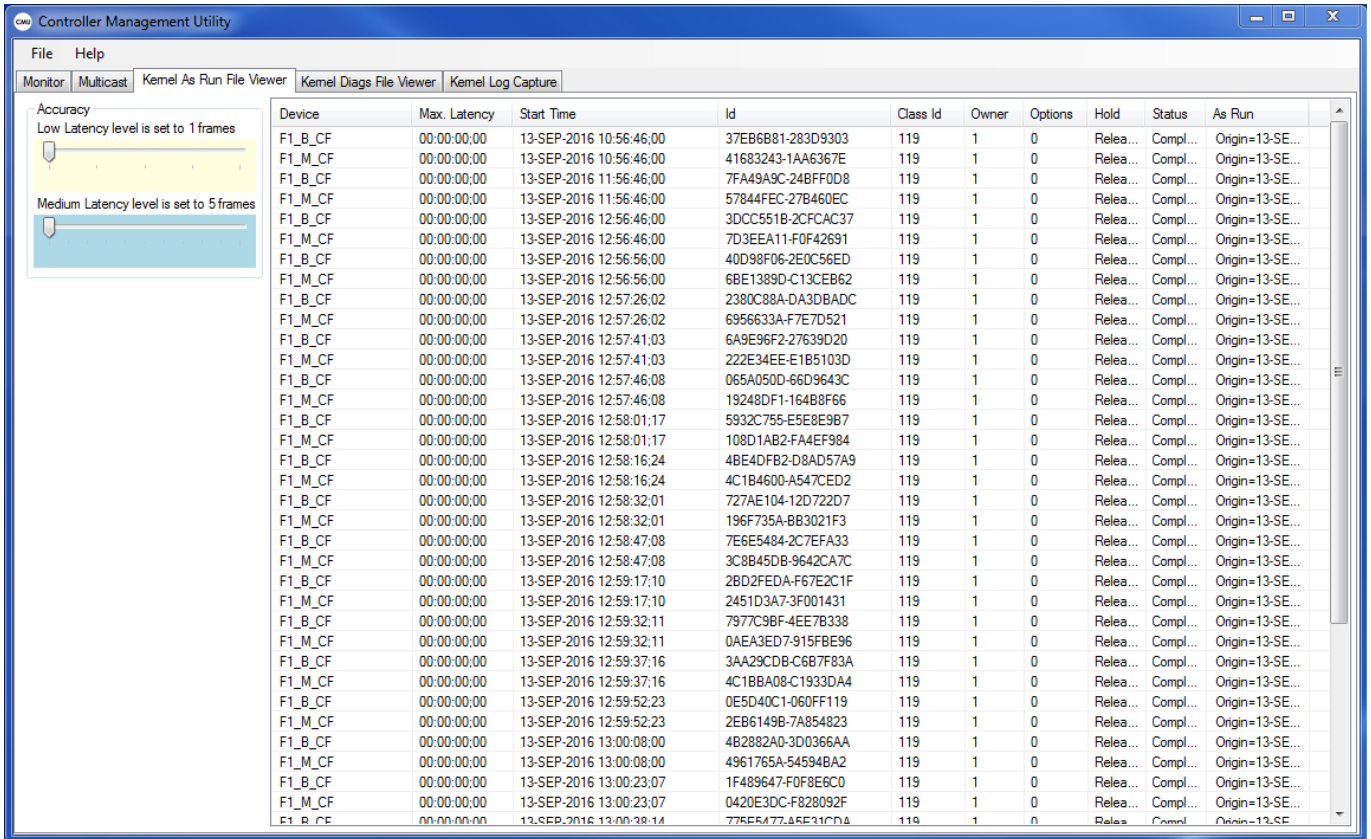 CMU Controller Management Utility
File Help
Monitor Multicast Kernel As Run File Viewer Kernel Diags File Viewer Kernel Log Capture
Accuracy
Low Latency level is set to 1 frames
Medium Latency level is set to 5 frames
Device Max. Latency Start Time Id Class Id Owner Options Hold Status As Run
F1_B_CF 00:00:00;00 13-SEP-2016 10:56:46;00 37EB6B81-283D9303 119 1 0 Relea... Compl... Origin=13-SE...
F1_M_CF 00:00:00;00 13-SEP-2016 10:56:46;00 41683243-1AA6367E 119 1 0 Relea... Compl... Origin=13-SE...
F1_B_CF 00:00:00;00 13-SEP-2016 11:56:46;00 7FA49A9C-24BFF0D8 119 1 0 Relea... Compl... Origin=13-SE...
F1_M_CF 00:00:00;00 13-SEP-2016 11:56:46;00 57844FEC-27B460EC 119 1 0 Relea... Compl... Origin=13-SE...
F1_B_CF 00:00:00;00 13-SEP-2016 12:56:46;00 3DCC551B-2CFCAC37 119 1 0 Relea... Compl... Origin=13-SE...
F1_M_CF 00:00:00;00 13-SEP-2016 12:56:46;00 7D3EEA11-F0F42691 119 1 0 Relea... Compl... Origin=13-SE...
F1_B_CF 00:00:00;00 13-SEP-2016 12:56:56;00 40D98F06-2E0C56ED 119 1 0 Relea... Compl... Origin=13-SE...
F1_M_CF 00:00:00;00 13-SEP-2016 12:56:56;00 6BE1389D-C13CEB62 119 1 0 Relea... Compl... Origin=13-SE...
F1_B_CF 00:00:00;00 13-SEP-2016 12:57:26;02 2380C88A-DA3DBADC 119 1 0 Relea... Compl... Origin=13-SE...
F1_M_CF 00:00:00;00 13-SEP-2016 12:57:26;02 6956633A-F7E7D521 119 1 0 Relea... Compl... Origin=13-SE...
F1_B_CF 00:00:00;00 13-SEP-2016 12:57:41;03 6A9E96F2-27639D20 119 1 0 Relea... Compl... Origin=13-SE...
F1_M_CF 00:00:00;00 13-SEP-2016 12:57:41;03 222E34EE-E1B5103D 119 1 0 Relea... Compl... Origin=13-SE...
F1_B_CF 00:00:00;00 13-SEP-2016 12:57:46;08 065A050D-66D9643C 119 1 0 Relea... Compl... Origin=13-SE...
F1_M_CF 00:00:00;00 13-SEP-2016 12:57:46;08 19248DF1-164B8F66 119 1 0 Relea... Compl... Origin=13-SE...
F1_B_CF 00:00:00;00 13-SEP-2016 12:58:01;17 5932C755-E5E8E9B7 119 1 0 Relea... Compl... Origin=13-SE...
F1_M_CF 00:00:00;00 13-SEP-2016 12:58:01;17 108D1AB2-FA4EF984 119 1 0 Relea... Compl... Origin=13-SE...
F1_B_CF 00:00:00;00 13-SEP-2016 12:58:16;24 4BE4DFB2-D8AD57A9 119 1 0 Relea... Compl... Origin=13-SE...
F1_M_CF 00:00:00;00 13-SEP-2016 12:58:16;24 4C1B4600-A547CED2 119 1 0 Relea... Compl... Origin=13-SE...
F1_B_CF 00:00:00;00 13-SEP-2016 12:58:32;01 727AE104-12D722D7 119 1 0 Relea... Compl... Origin=13-SE...
F1_M_CF 00:00:00;00 13-SEP-2016 12:58:32;01 196F735A-BB3021F3 119 1 0 Relea... Compl... Origin=13-SE...
F1_B_CF 00:00:00;00 13-SEP-2016 12:58:47;08 7E6E5484-2C7EFA33 119 1 0 Relea... Compl... Origin=13-SE...
F1_M_CF 00:00:00;00 13-SEP-2016 12:58:47;08 3C8B45DB-9642CA7C 119 1 0 Relea... Compl... Origin=13-SE...
F1_B_CF 00:00:00;00 13-SEP-2016 12:59:17;10 2BD2FEDA-F67E2C1F 119 1 0 Relea... Compl... Origin=13-SE...
F1_M_CF 00:00:00;00 13-SEP-2016 12:59:17;10 2451D3A7-3F001431 119 1 0 Relea... Compl... Origin=13-SE...
F1_B_CF 00:00:00;00 13-SEP-2016 12:59:32;11 7977C9BF-4EE7B338 119 1 0 Relea... Compl... Origin=13-SE...
F1_M_CF 00:00:00;00 13-SEP-2016 12:59:32;11 0AEA3ED7-915FBE96 119 1 0 Relea... Compl... Origin=13-SE...
F1_B_CF 00:00:00;00 13-SEP-2016 12:59:37;16 3AA29CDB-C6B7F83A 119 1 0 Relea... Compl... Origin=13-SE...
F1_M_CF 00:00:00;00 13-SEP-2016 12:59:37;16 4C1BBA08-C1933DA4 119 1 0 Relea... Compl... Origin=13-SE...
F1_B_CF 00:00:00;00 13-SEP-2016 12:59:52;23 0E5D40C1-060FF119 119 1 0 Relea... Compl... Origin=13-SE...
F1_M_CF 00:00:00;00 13-SEP-2016 12:59:52;23 2EB6149B-7A854823 119 1 0 Relea... Compl... Origin=13-SE...
F1_B_CF 00:00:00;00 13-SEP-2016 13:00:08;00 4B2882A0-3D0366AA 119 1 0 Relea... Compl... Origin=13-SE...
F1_M_CF 00:00:00;00 13-SEP-2016 13:00:08;00 4961765A-54594BA2 119 1 0 Relea... Compl... Origin=13-SE...
F1_B_CF 00:00:00;00 13-SEP-2016 13:00:23;07 1F489647-F0F8E6C0 119 1 0 Relea... Compl... Origin=13-SE...
F1_M_CF 00:00:00;00 13-SEP-2016 13:00:23;07 0420E3DC-F828092F 119 1 0 Relea... Compl... Origin=13-SE...
F1_B_CF 00:00:00;00 13-SEP-2016 13:00:38;14 775E5477-A5E31CDA 119 1 0 Relea... Compl... Origin=13-SE...